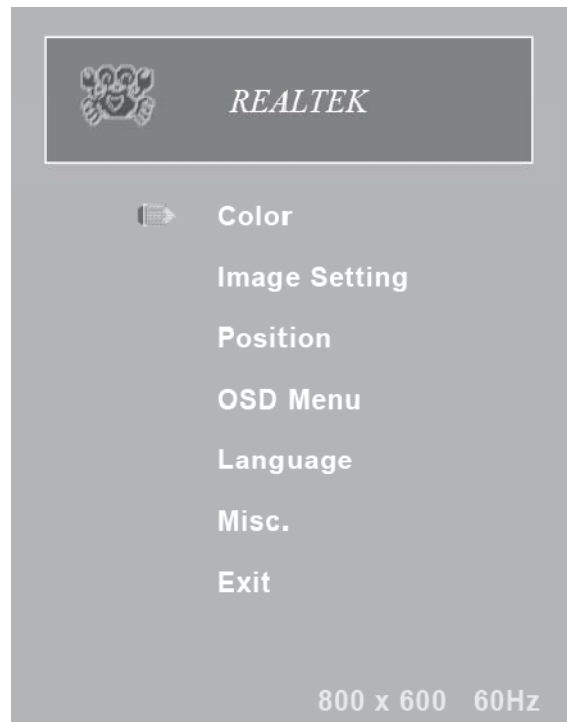 REALTEK
Color
Image Setting
Position
OSD Menu
Language
Misc.
Exit
800 x 600 60Hz